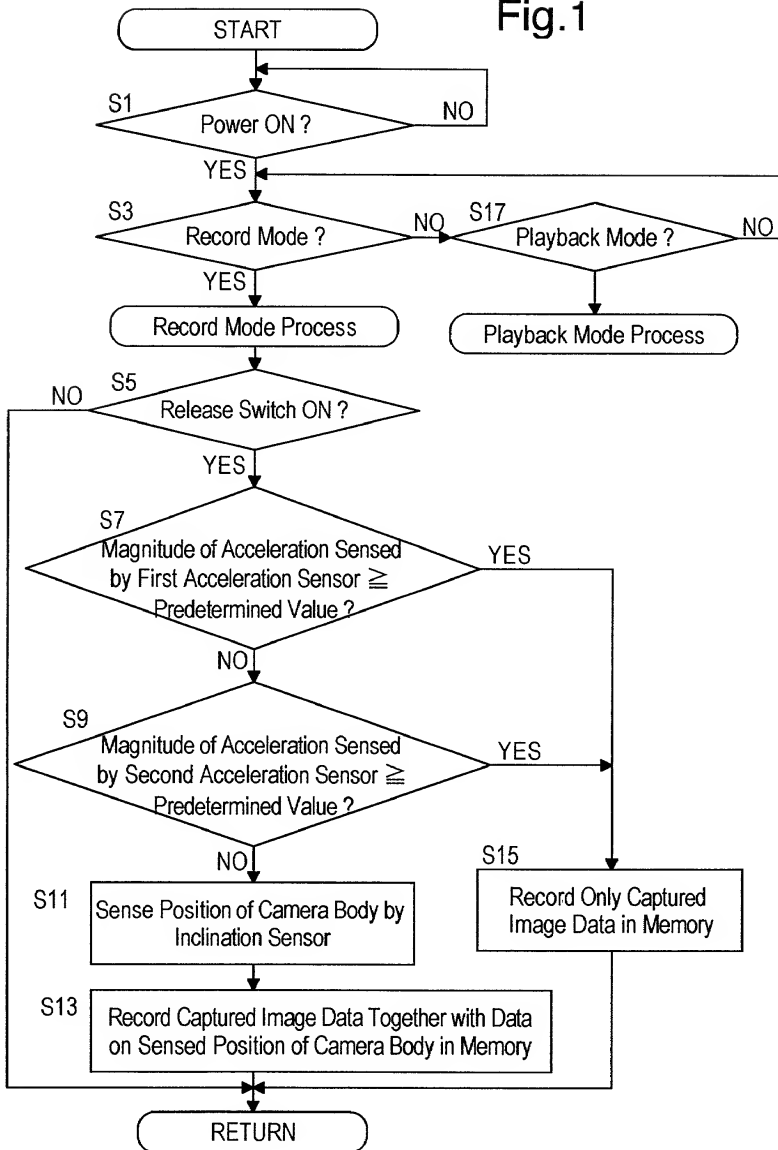 Fig.1
START
S1
Power ON ?
NO
YES
S3
Record Mode ?
NO
S17
Playback Mode ?
NO
YES
Record Mode Process
Playback Mode Process
S5
NO
Release Switch ON ?
YES
S7
Magnitude of Acceleration Sensed
by First Acceleration Sensor ≧
Predetermined Value ?
YES
NO
S9
Magnitude of Acceleration Sensed
by Second Acceleration Sensor ≧
Predetermined Value ?
YES
NO
S11
Sense Position of Camera Body by
Inclination Sensor
S15
Record Only Captured
Image Data in Memory
S13
Record Captured Image Data Together with Data
on Sensed Position of Camera Body in Memory
RETURN